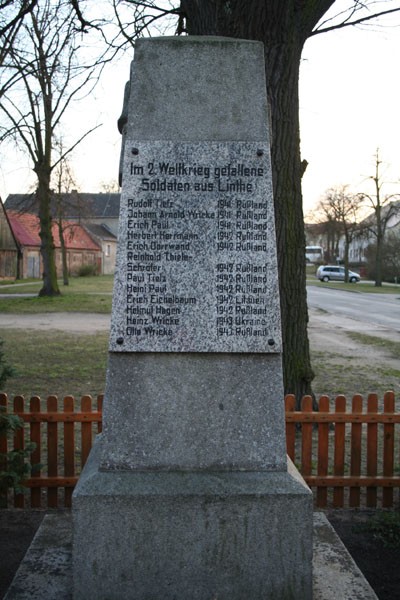 Im 2. Weltkrieg gefallene
Soldaten aus Linthe
Rudolf Tietz 1941 Rußland
Johann Arnold Wricke 1941 Rußland
Erich Paul 1941 Rußland
Herbert Herrmann 1942 Rußland
Erich Dorewand 1942 Rußland
Reinhold Thiele-
Schröter 1942 Rußland
Paul Tietz 1942 Rußland
Heini Paul 1942 Rußland
Erich Eichelbaum 1942 Litauen
Helmut Hagen 1942 Rußland
Heinz Wricke 1943 Ukraine
Otto Wricke 1943 Rußland